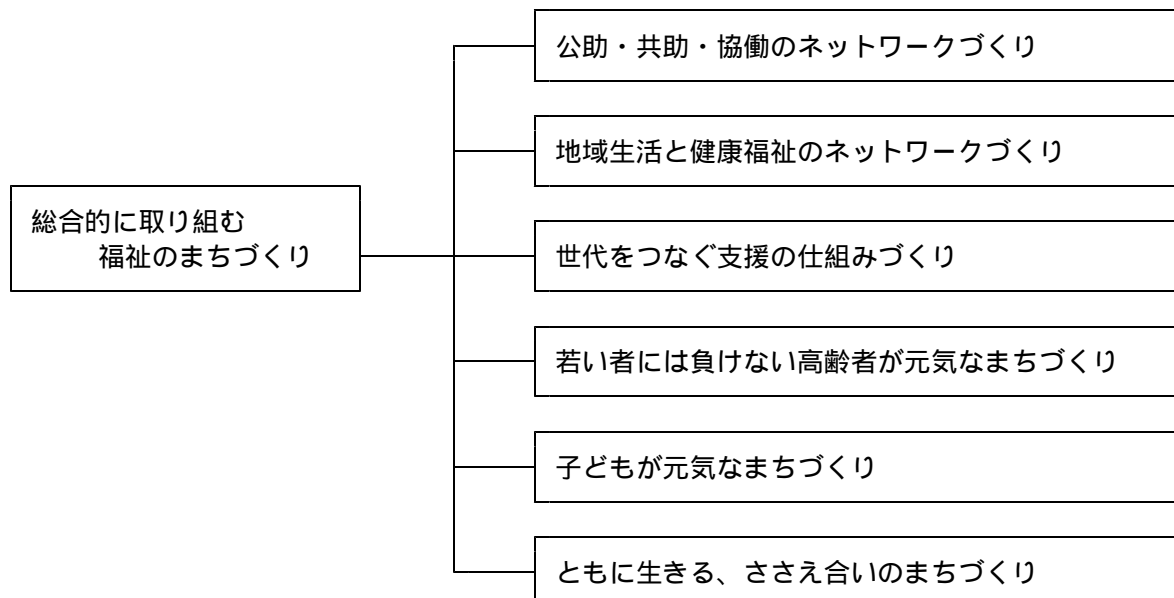 公助・共助・協働のネットワークづくり
地域生活と健康福祉のネットワークづくり
総合的に取り組む
福祉のまちづくり
世代をつなぐ支援の仕組みづくり
若い者には負けない高齢者が元気なまちづくり
子どもが元気なまちづくり
ともに生きる、ささえ合いのまちづくり